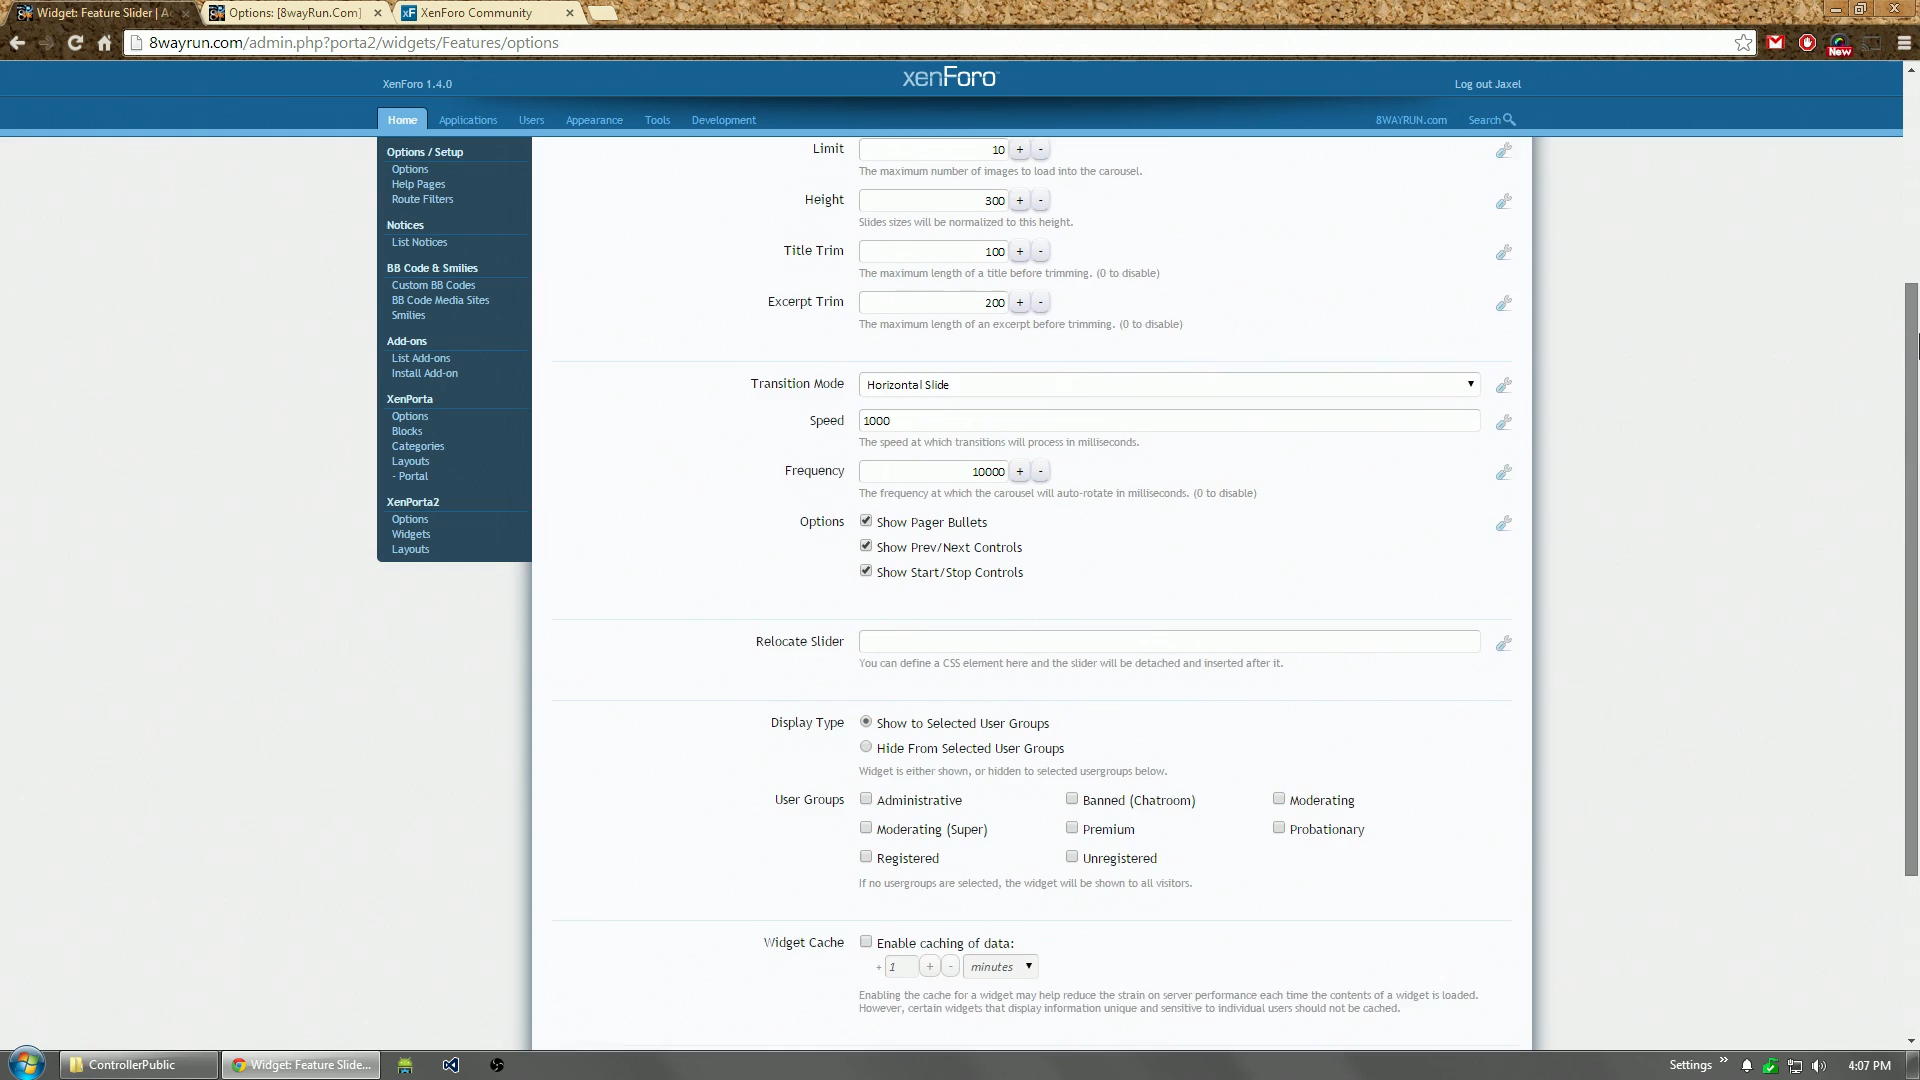 Widget: Feature Slider | A
Options: [8wayRun.Com]
XenForo Community
8wayrun.com/admin.php?porta2/widgets/Features/options
New
XenForo 1.4.0
xenForo
Log out Jaxel
Home
Applications
Users
Appearance
Tools
Development
8WAYRUN.com
Search
Options / Setup
Options
Help Pages
Route Filters
Notices
List Notices
BB Code & Smilies
Custom BB Codes
BB Code Media Sites
Smilies
Add-ons
List Add-ons
Install Add-on
XenPorta
Options
Blocks
Categories
Layouts
- Portal
XenPorta2
Options
Widgets
Layouts
Limit 10 + -
The maximum number of images to load into the carousel.
Height 300 + -
Slides sizes will be normalized to this height.
Title Trim 100 + -
The maximum length of a title before trimming. (0 to disable)
Excerpt Trim 200 + -
The maximum length of an excerpt before trimming. (0 to disable)
Transition Mode Horizontal Slide
Speed 1000
The speed at which transitions will process in milliseconds.
Frequency 10000 + -
The frequency at which the carousel will auto-rotate in milliseconds. (0 to disable)
Options Show Pager Bullets
Show Prev/Next Controls
Show Start/Stop Controls
Relocate Slider
You can define a CSS element here and the slider will be detached and inserted after it.
Display Type Show to Selected User Groups
Hide From Selected User Groups
Widget is either shown, or hidden to selected usergroups below.
User Groups Administrative Banned (Chatroom) Moderating
Moderating (Super) Premium Probationary
Registered Unregistered
If no usergroups are selected, the widget will be shown to all visitors.
Widget Cache Enable caching of data:
+ 1 + - minutes
Enabling the cache for a widget may help reduce the strain on server performance each time the contents of a widget is loaded.
However, certain widgets that display information unique and sensitive to individual users should not be cached.
ControllerPublic
Widget: Feature Slide...
Settings
4:07 PM